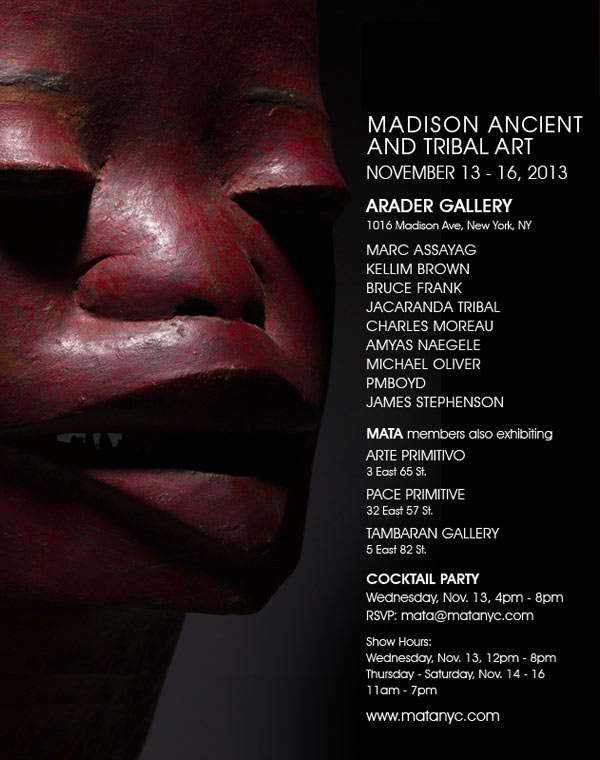 MADISON ANCIENT
AND TRIBAL ART
NOVEMBER 13 - 16, 2013
ARADER GALLERY
1016 Madison Ave, New York, NY
MARC ASSAYAG
KELLIM BROWN
BRUCE FRANK
JACARANDA TRIBAL
CHARLES MOREAU
AMYAS NAEGELE
MICHAEL OLIVER
PMBOYD
JAMES STEPHENSON
MATA members also exhibiting
ARTE PRIMITIVO
3 East 65 St.
PACE PRIMITIVE
32 East 57 St.
TAMBARAN GALLERY
5 East 82 St.
COCKTAIL PARTY
Wednesday, Nov. 13, 4pm - 8pm
RSVP: mata@matanyc.com
Show Hours:
Wednesday, Nov. 13, 12pm - 8pm
Thursday - Saturday, Nov. 14 - 16
11am - 7pm
www.matanyc.com